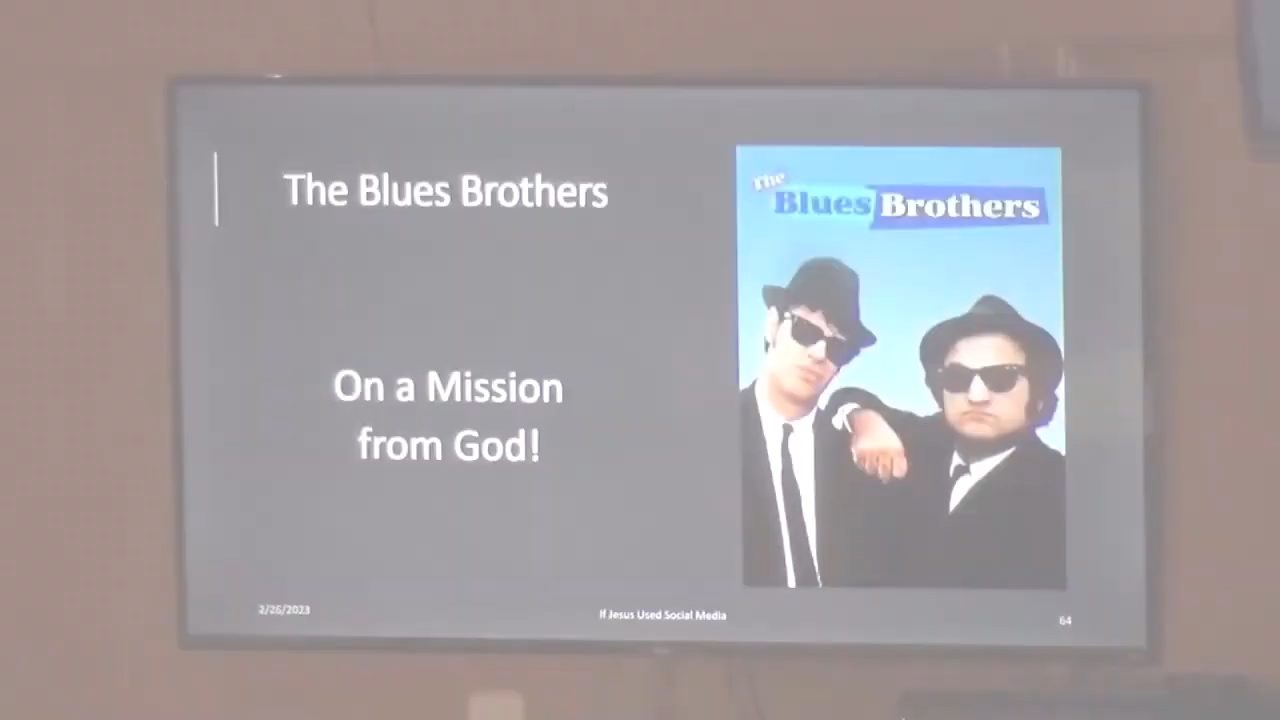 The Blues Brothers
On a Mission
from God!
The
Blues Brothers
2/26/2023
If Jesus Used Social Media
64